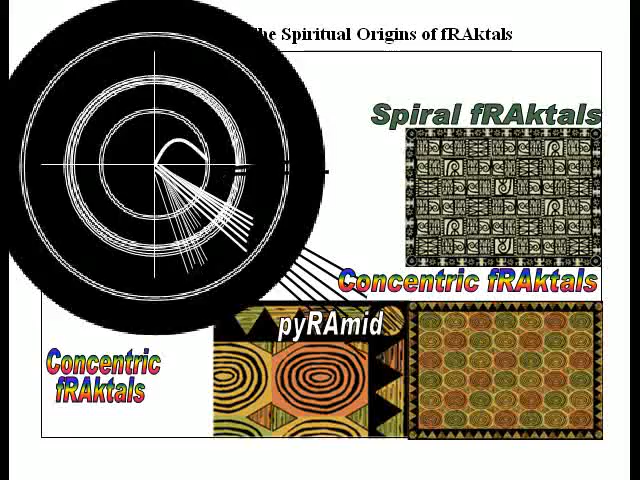 he Spiritual Origins of fRAktals
Spiral fRAktals
Concentric fRAktals
pyRAmid
Concentric
fRAktals